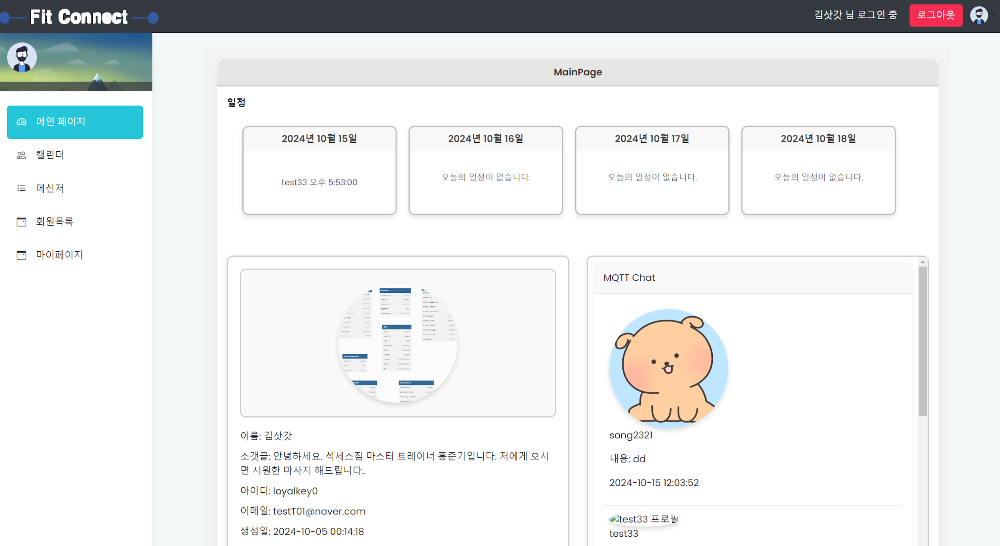 Fit Connect
김삿갓 님 로그인 중
로그아웃
메인 페이지
캘린더
메신저
회원목록
마이페이지
MainPage
일정
2024년 10월 15일
test33 오후 5:53:00
2024년 10월 16일
오늘의 일정이 없습니다.
2024년 10월 17일
오늘의 일정이 없습니다.
2024년 10월 18일
오늘의 일정이 없습니다.
이름: 김삿갓
소갯글: 안녕하세요. 석세스짐 마스터 트레이너 홍준기입니다. 저에게 오시
면 시원한 마사지 해드립니다..
아이디: loyalkey0
이메일: testT01@naver.com
생성일: 2024-10-05 00:14:18
MQTT Chat
song2321
내용: dd
2024-10-15 12:03:52
test33 프로필
test33